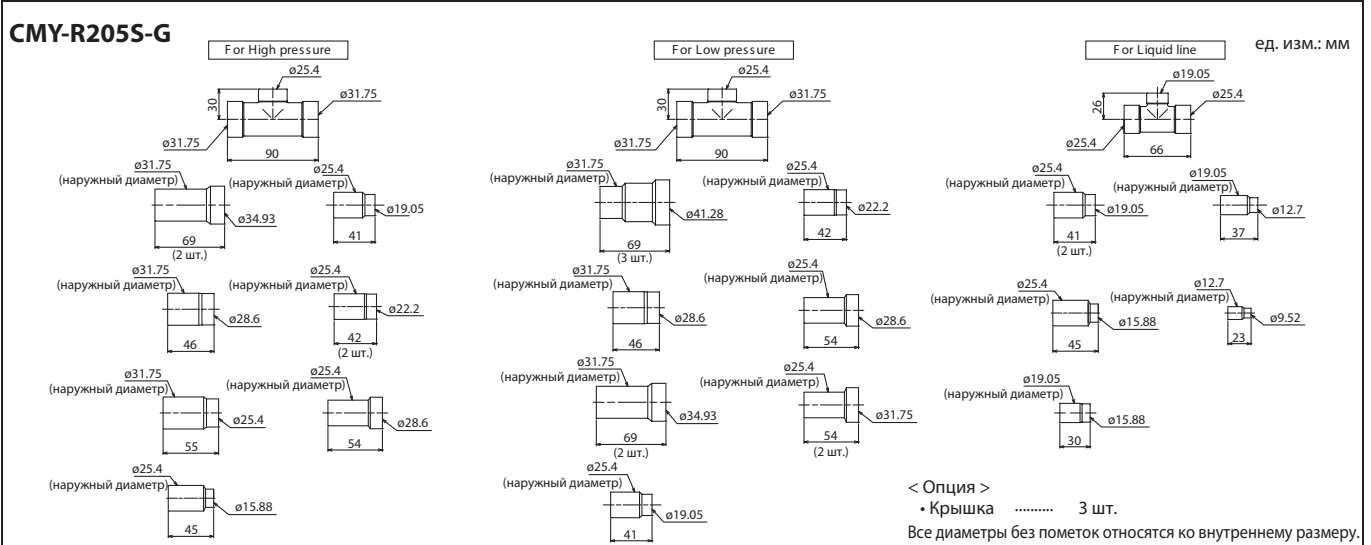 CMY-R205S-G
ед. изм.: мм
For High pressure
ø25.4
30
ø31.75
ø31.75
90
ø31.75
(наружный диаметр)
ø34.93
69
(2 шт.)
ø25.4
(наружный диаметр)
ø19.05
41
ø31.75
(наружный диаметр)
ø28.6
46
ø25.4
(наружный диаметр)
ø22.2
42
(2 шт.)
ø31.75
(наружный диаметр)
ø25.4
55
ø25.4
(наружный диаметр)
ø28.6
54
ø25.4
(наружный диаметр)
ø15.88
45
For Low pressure
ø25.4
30
ø31.75
ø31.75
90
ø31.75
(наружный диаметр)
ø41.28
69
(3 шт.)
ø25.4
(наружный диаметр)
ø22.2
42
ø31.75
(наружный диаметр)
ø28.6
46
ø25.4
(наружный диаметр)
ø28.6
54
ø31.75
(наружный диаметр)
ø34.93
69
(2 шт.)
ø25.4
(наружный диаметр)
ø31.75
54
(2 шт.)
ø25.4
(наружный диаметр)
ø19.05
41
For Liquid line
ø19.05
26
ø25.4
ø25.4
66
ø25.4
(наружный диаметр)
ø19.05
41
(2 шт.)
ø19.05
(наружный диаметр)
ø12.7
37
ø25.4
(наружный диаметр)
ø15.88
45
ø12.7
(наружный диаметр)
ø9.52
23
ø19.05
(наружный диаметр)
ø15.88
30
< Опция >
• Крышка .......... 3 шт.
Все диаметры без пометок относятся ко внутреннему размеру.